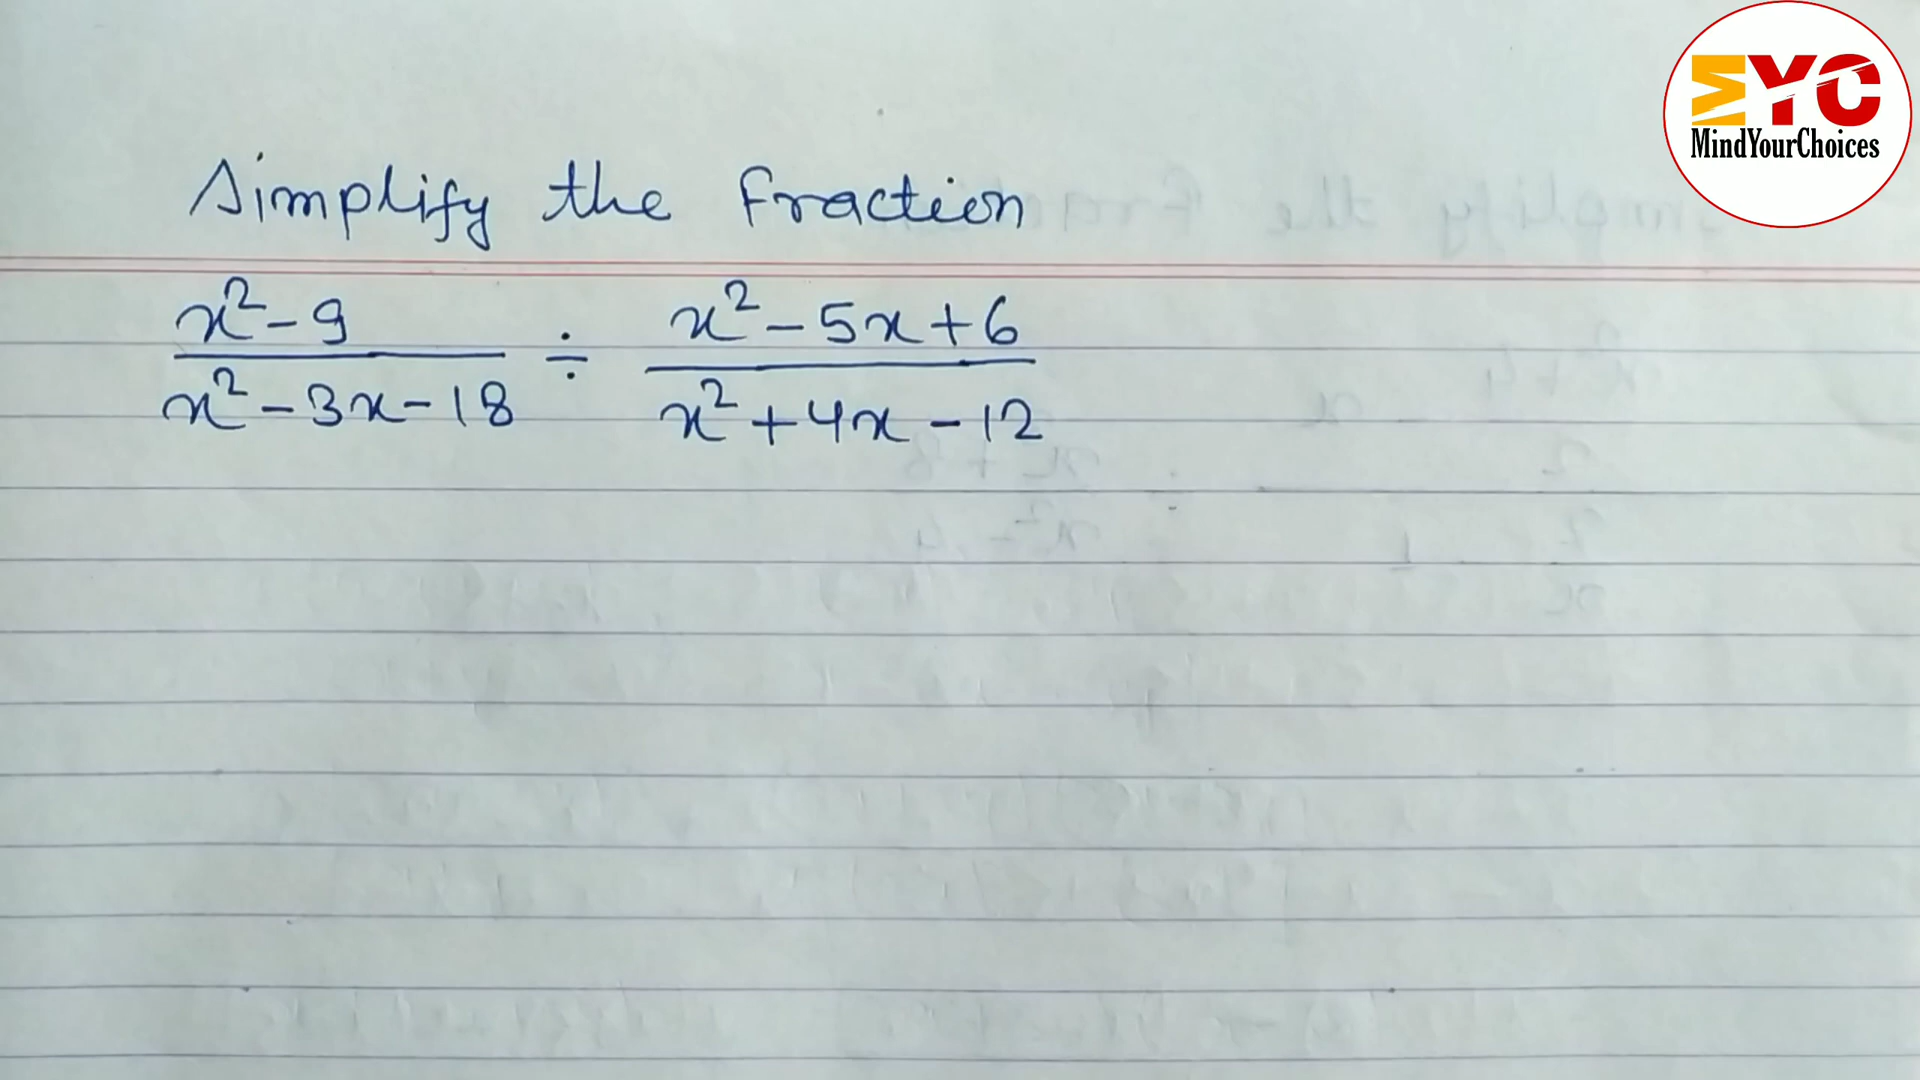 MYC
MindYourChoices
Simplify the Fraction
x² - 9 / x² - 3x - 18 ÷ x² - 5x + 6 / x² + 4x - 12